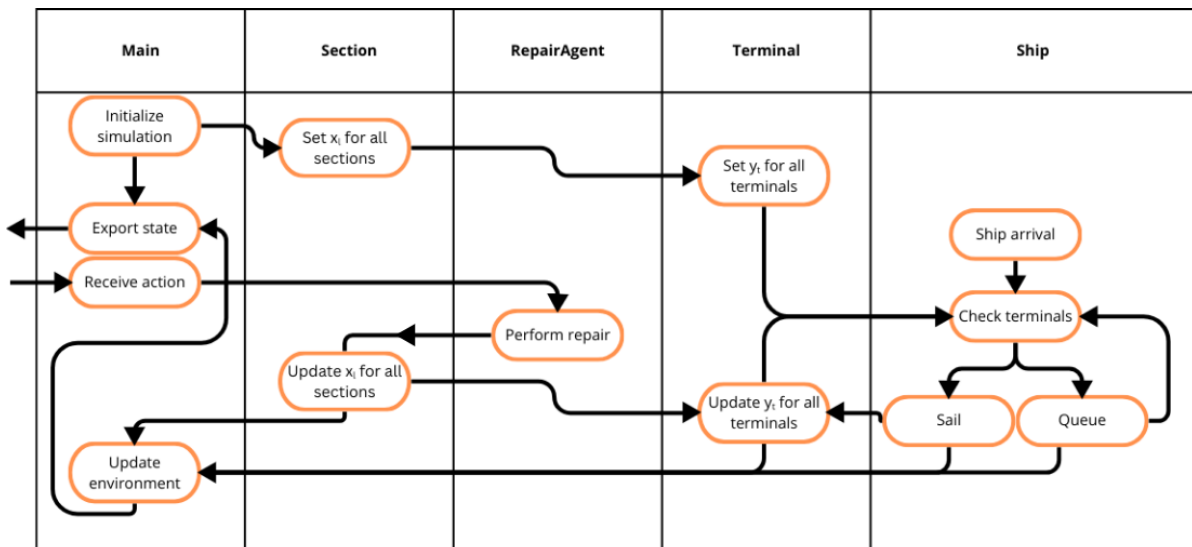 Main
Section
RepairAgent
Terminal
Ship
Initialize
simulation
Set xᵢ for all
sections
Set yₜ for all
terminals
Export state
Ship arrival
Receive action
Check terminals
Perform repair
Update xᵢ for all
sections
Update yₜ for all
terminals
Sail
Queue
Update
environment